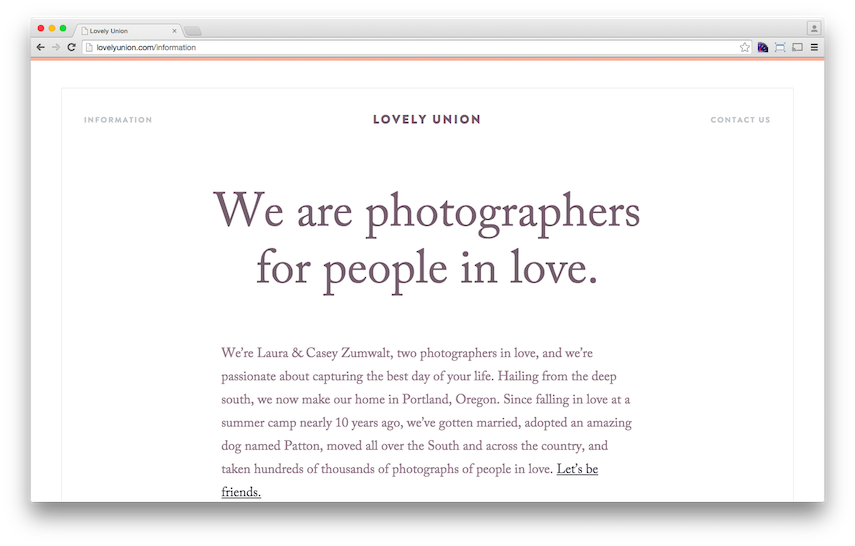 Lovely Union
lovelyunion.com/information
INFORMATION
LOVELY UNION
CONTACT US
We are photographers
for people in love.
We’re Laura & Casey Zumwalt, two photographers in love, and we’re
passionate about capturing the best day of your life. Hailing from the deep
south, we now make our home in Portland, Oregon. Since falling in love at a
summer camp nearly 10 years ago, we’ve gotten married, adopted an amazing
dog named Patton, moved all over the South and across the country, and
taken hundreds of thousands of photographs of people in love. Let’s be
friends.